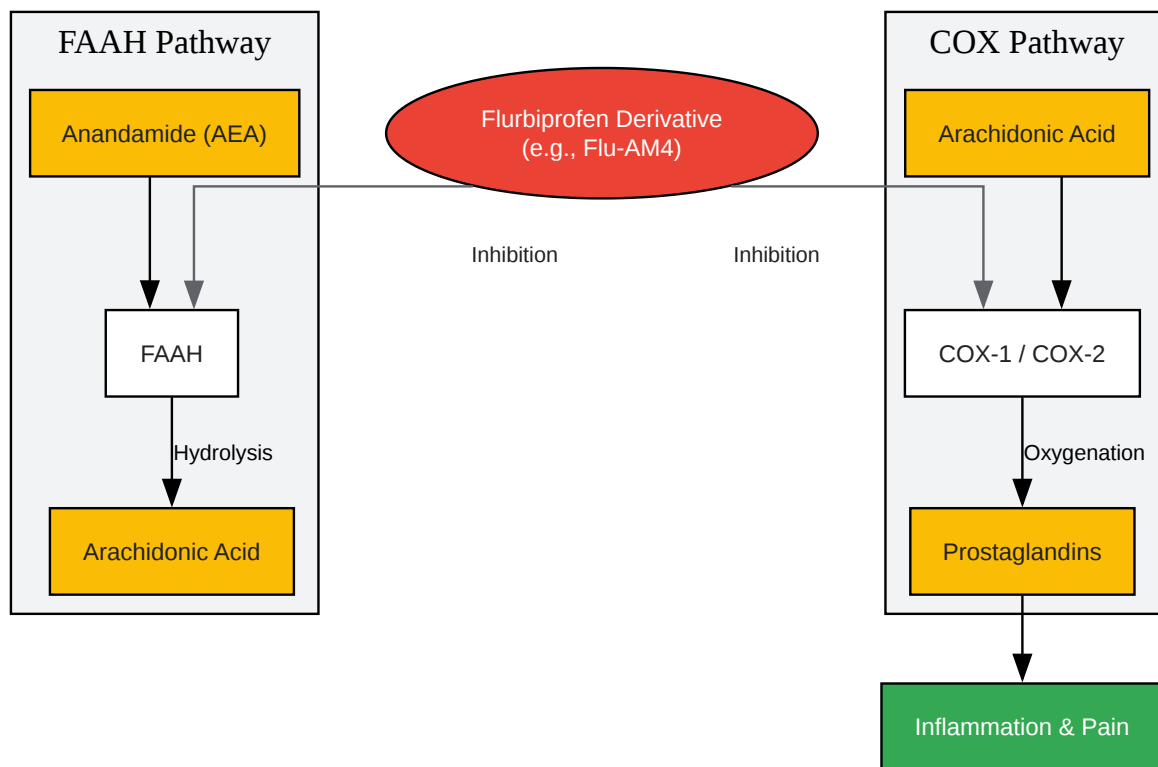 FAAH Pathway
COX Pathway
Anandamide (AEA)
Flurbiprofen Derivative
(e.g., Flu-AM4)
Arachidonic Acid
Inhibition
Inhibition
FAAH
COX-1 / COX-2
Hydrolysis
Oxygenation
Arachidonic Acid
Prostaglandins
Inflammation & Pain